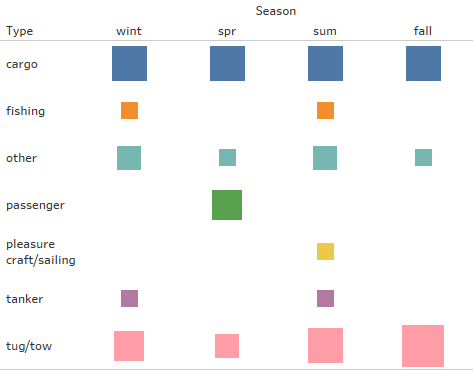 Season
Type wint spr sum fall
cargo
fishing
other
passenger
pleasure
craft/sailing
tanker
tug/tow